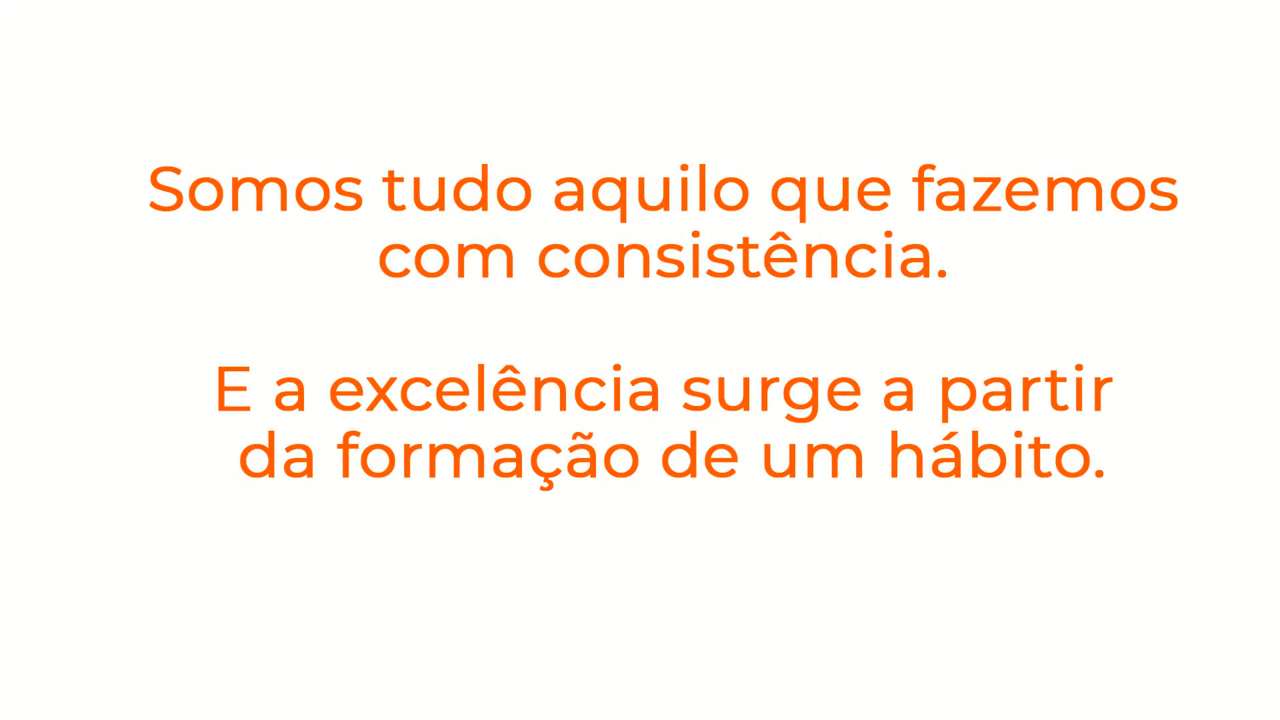 Somos tudo aquilo que fazemos
com consistência.
E a excelência surge a partir
da formação de um hábito.